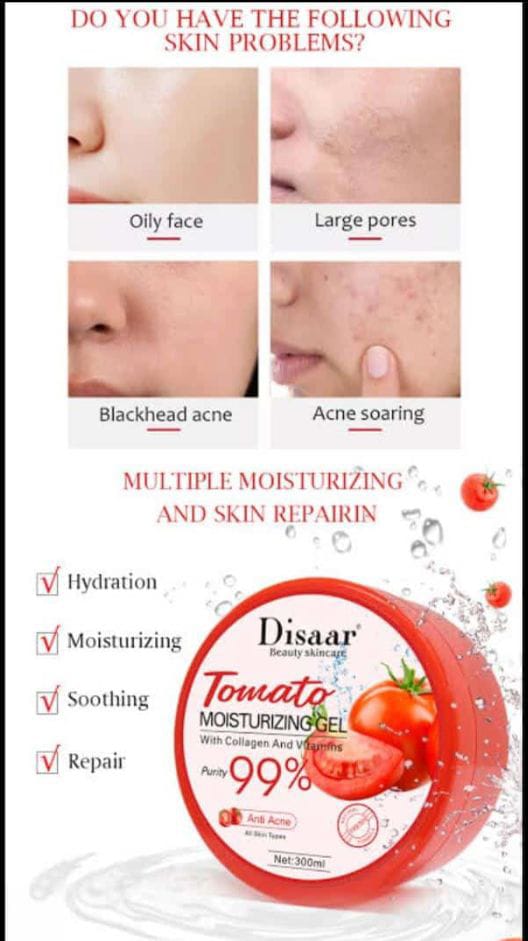 DO YOU HAVE THE FOLLOWING
SKIN PROBLEMS?
Oily face
Large pores
Blackhead acne
Acne soaring
MULTIPLE MOISTURIZING
AND SKIN REPAIRIN
Hydration
Moisturizing
Soothing
Repair
Disaar
Beauty skincare
Tomato
MOISTURIZING GEL
With Collagen And Vitamins
Purity 99%
Anti Acne
All Skin Types
Net:300ml